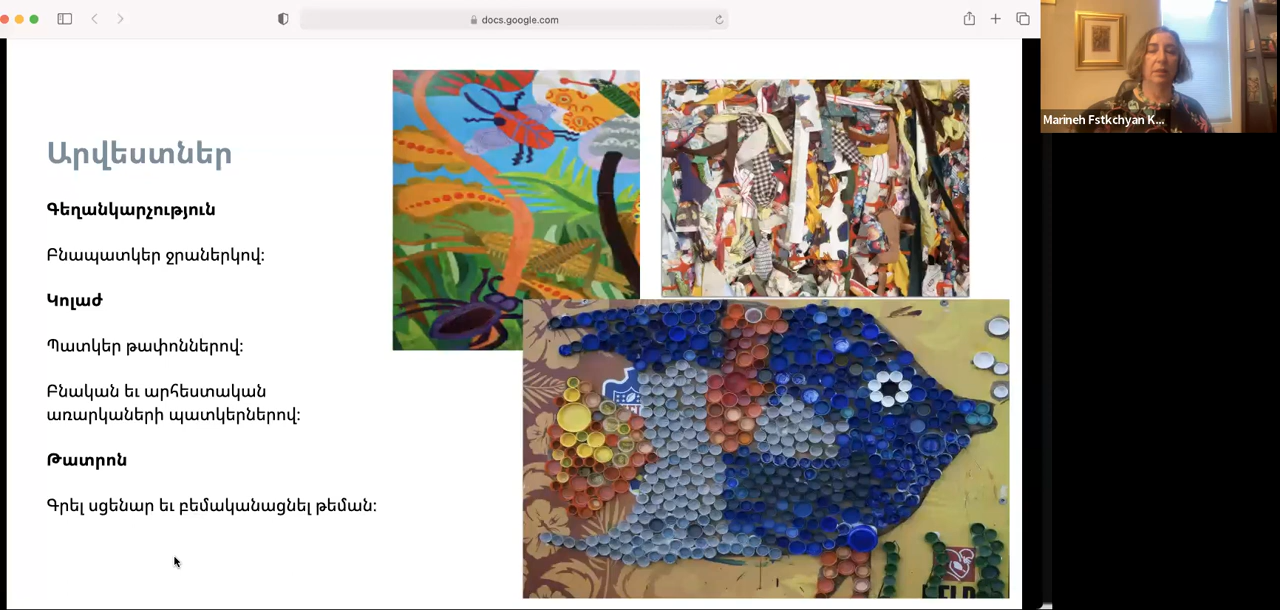 docs.google.com
Արվեստներ
Գեղանկարչություն
Բնապատկեր ջրաներկով:
Կոլաժ
Պատկեր թափոններով:
Բնական եւ արհեստական
առարկաների պատկերներով:
Թատրոն
Գրել սցենար եւ բեմականացնել թեման:
Marineh Fstkchyan K...